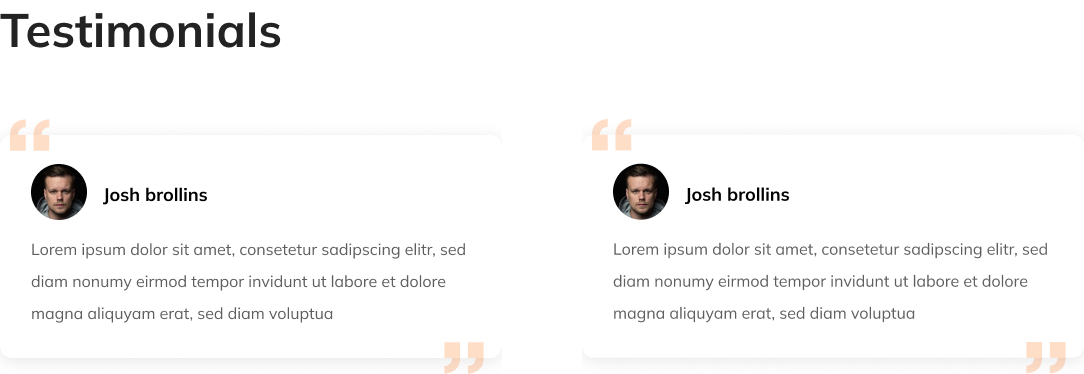 Testimonials
“
Josh brollins
Lorem ipsum dolor sit amet, consetetur sadipscing elitr, sed
diam nonumy eirmod tempor invidunt ut labore et dolore
magna aliquyam erat, sed diam voluptua
”
“
Josh brollins
Lorem ipsum dolor sit amet, consetetur sadipscing elitr, sed
diam nonumy eirmod tempor invidunt ut labore et dolore
magna aliquyam erat, sed diam voluptua
”